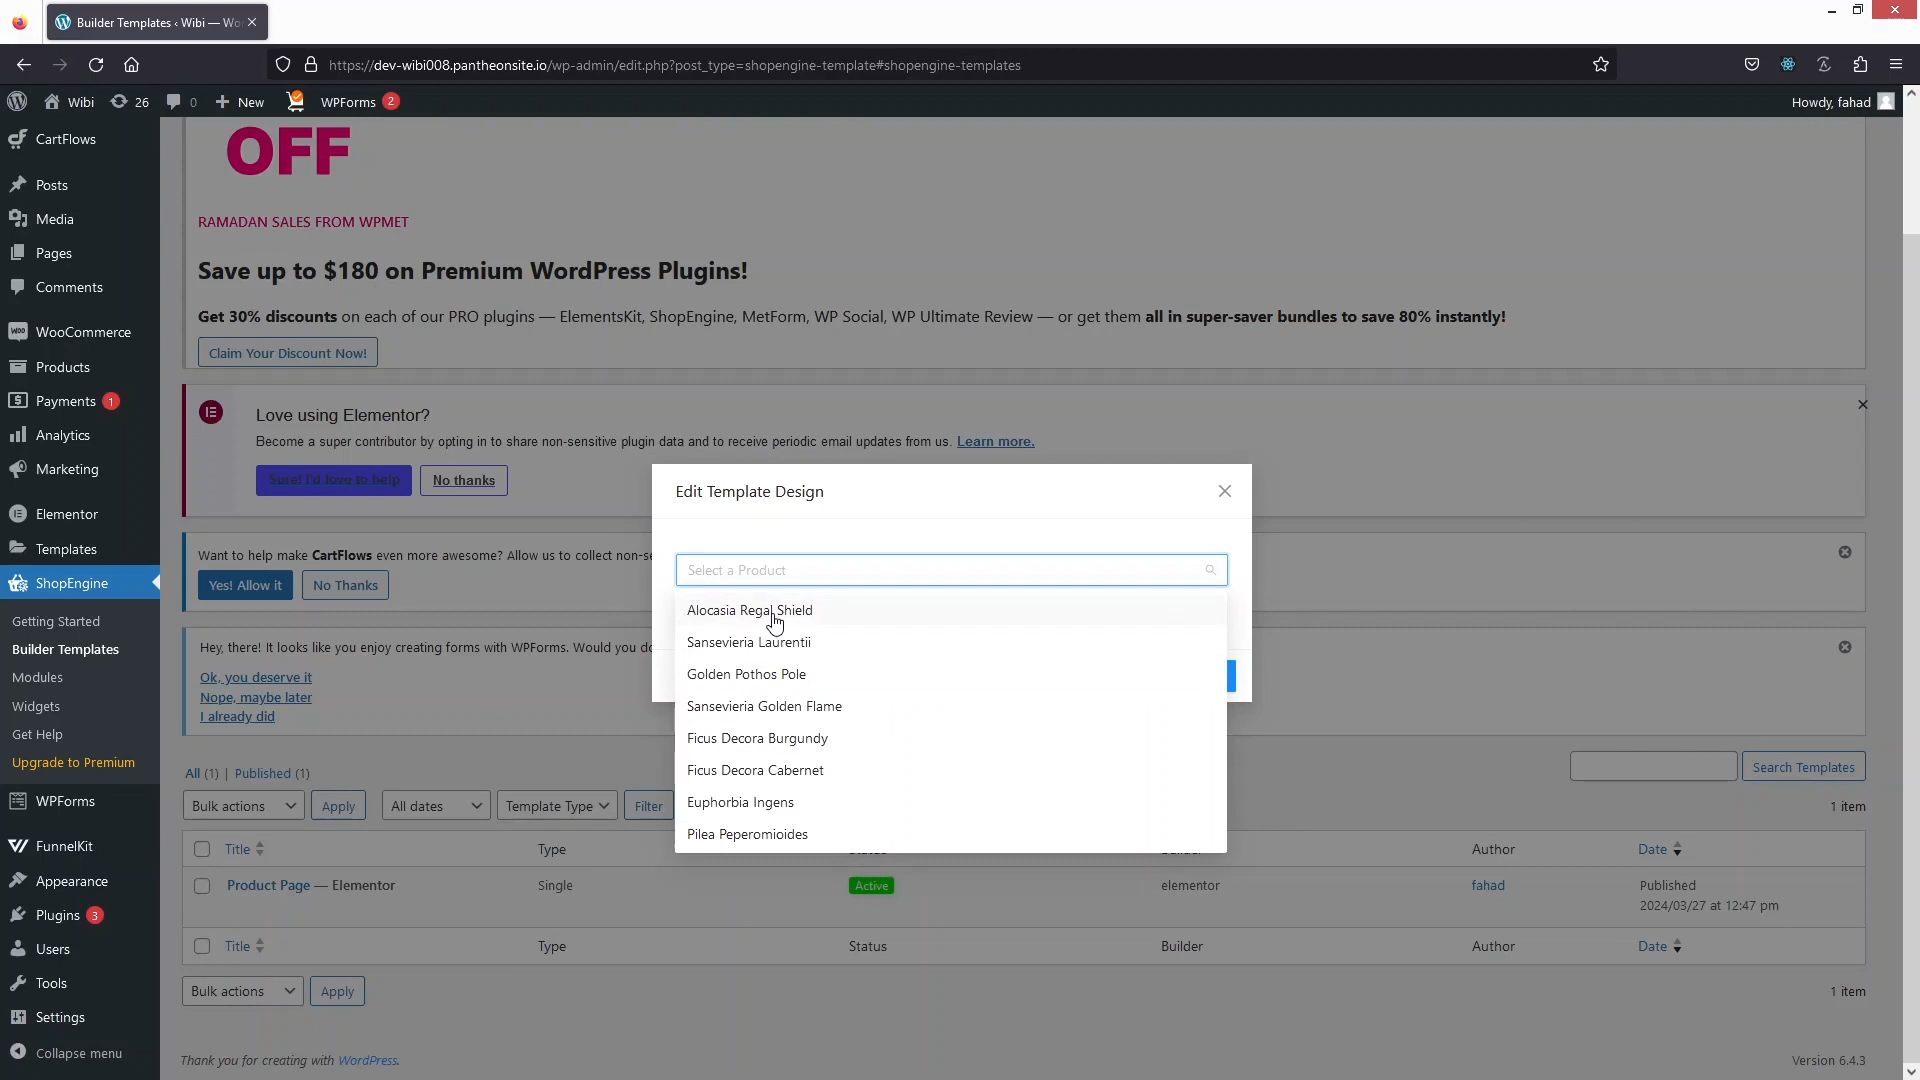 Builder Templates ‹ Wibi — Wo
https://dev-wibi008.pantheonsite.io/wp-admin/edit.php?post_type=shopengine-template#shopengine-templates
Wibi
26
0
New
WPForms 2
Howdy, fahad
CartFlows
Posts
Media
Pages
Comments
WooCommerce
Products
Payments 1
Analytics
Marketing
Elementor
Templates
ShopEngine
Getting Started
Builder Templates
Modules
Widgets
Get Help
Upgrade to Premium
WPForms
FunnelKit
Appearance
Plugins 3
Users
Tools
Settings
Collapse menu
OFF
RAMADAN SALES FROM WPMET
Save up to $180 on Premium WordPress Plugins!
Get 30% discounts on each of our PRO plugins — ElementsKit, ShopEngine, MetForm, WP Social, WP Ultimate Review — or get them all in super-saver bundles to save 80% instantly!
Claim Your Discount Now!
Love using Elementor?
Become a super contributor by opting in to share non-sensitive plugin data and to receive periodic email updates from us. Learn more.
Sure! I'd love to help
No thanks
Want to help make CartFlows even more awesome? Allow us to collect non-se
Yes! Allow it
No Thanks
Hey, there! It looks like you enjoy creating forms with WPForms. Would you do
Ok, you deserve it
Nope, maybe later
I already did
Edit Template Design
Select a Product
Alocasia Regal Shield
Sansevieria Laurentii
Golden Pothos Pole
Sansevieria Golden Flame
Ficus Decora Burgundy
Ficus Decora Cabernet
Euphorbia Ingens
Pilea Peperomioides
All (1) | Published (1)
Search Templates
Bulk actions
Apply
All dates
Template Type
Filter
1 item
Title
Type
Status
Builder
Author
Date
Product Page — Elementor
Single
Active
elementor
fahad
Published
2024/03/27 at 12:47 pm
Title
Type
Status
Builder
Author
Date
Bulk actions
Apply
1 item
Thank you for creating with WordPress.
Version 6.4.3